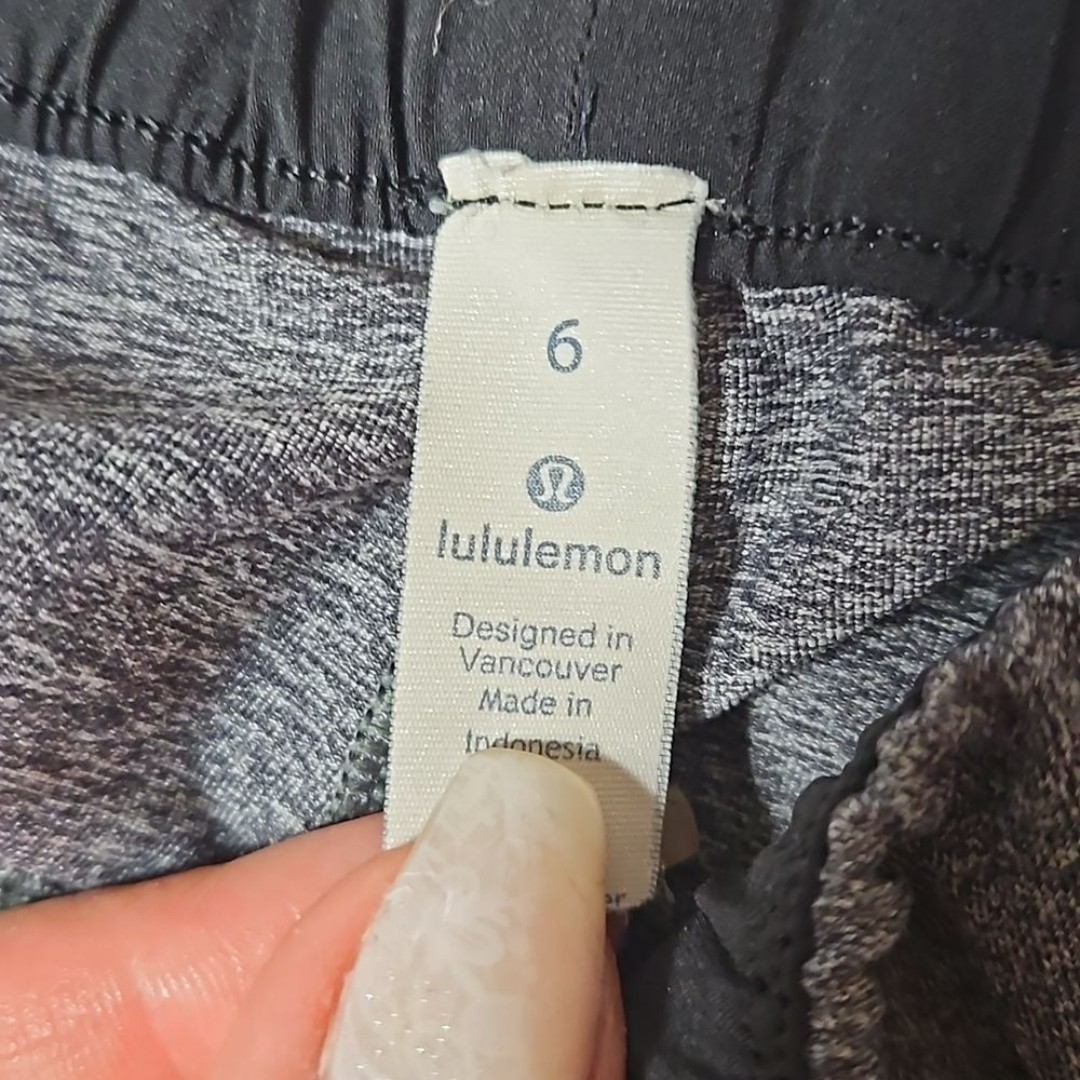 6
lululemon
Designed in
Vancouver
Made in
Indonesia